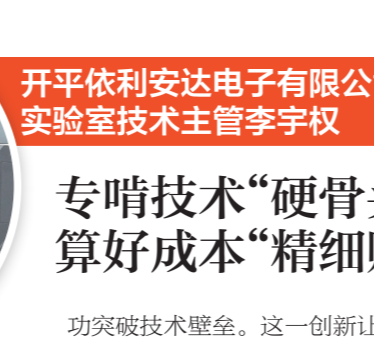 开平依利安达电子有限公
实验室技术主管李宇权
专啃技术“硬骨
算好成本“精细
功突破技术壁垒。这一创新让